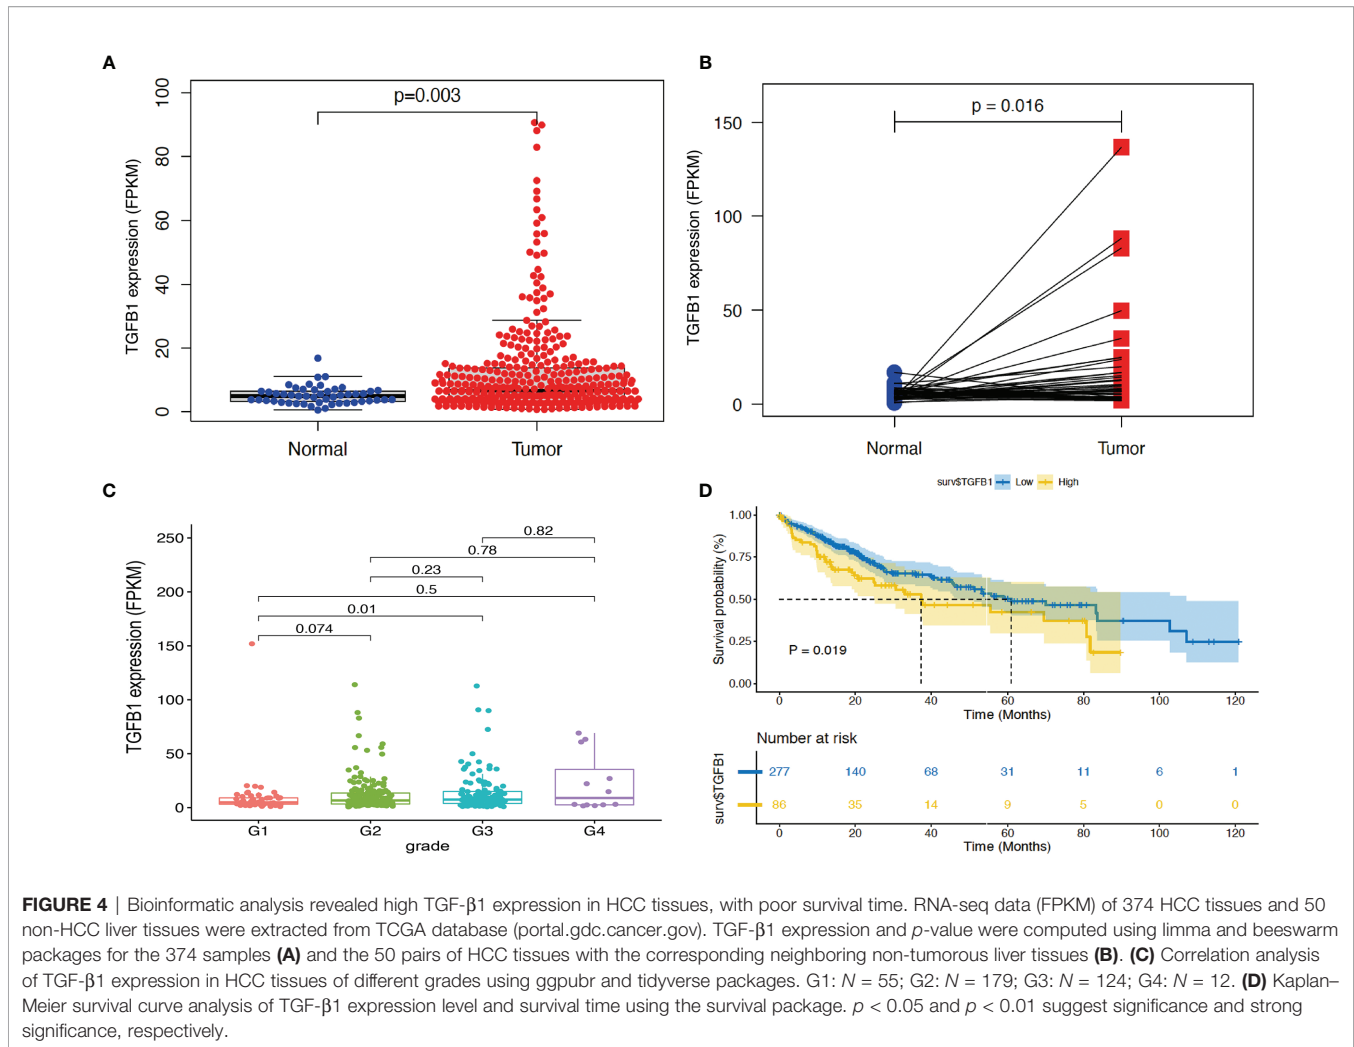 A
p=0.003
TGFB1 expression (FPKM)
100
80
60
40
20
0
Normal
Tumor
B
p = 0.016
TGFB1 expression (FPKM)
150
100
50
0
Normal
Tumor
C
TGFB1 expression (FPKM)
250
200
150
100
50
0
0.82
0.78
0.23
0.5
0.01
0.074
G1
G2
G3
G4
grade
D
surv$TGFB1 Low High
Survival probability (%)
1.00
0.75
0.50
0.25
0.00
P = 0.019
0 20 40 60 80 100 120
Time (Months)
Number at risk
surv$TGFB1
277 140 68 31 11 6 1
86 35 14 9 5 0 0
0 20 40 60 80 100 120
Time (Months)
FIGURE 4 | Bioinformatic analysis revealed high TGF-β1 expression in HCC tissues, with poor survival time. RNA-seq data (FPKM) of 374 HCC tissues and 50
non-HCC liver tissues were extracted from TCGA database (portal.gdc.cancer.gov). TGF-β1 expression and p-value were computed using limma and beeswarm
packages for the 374 samples (A) and the 50 pairs of HCC tissues with the corresponding neighboring non-tumorous liver tissues (B). (C) Correlation analysis
of TGF-β1 expression in HCC tissues of different grades using ggpubr and tidyverse packages. G1: N = 55; G2: N = 179; G3: N = 124; G4: N = 12. (D) Kaplan–
Meier survival curve analysis of TGF-β1 expression level and survival time using the survival package. p < 0.05 and p < 0.01 suggest significance and strong
significance, respectively.